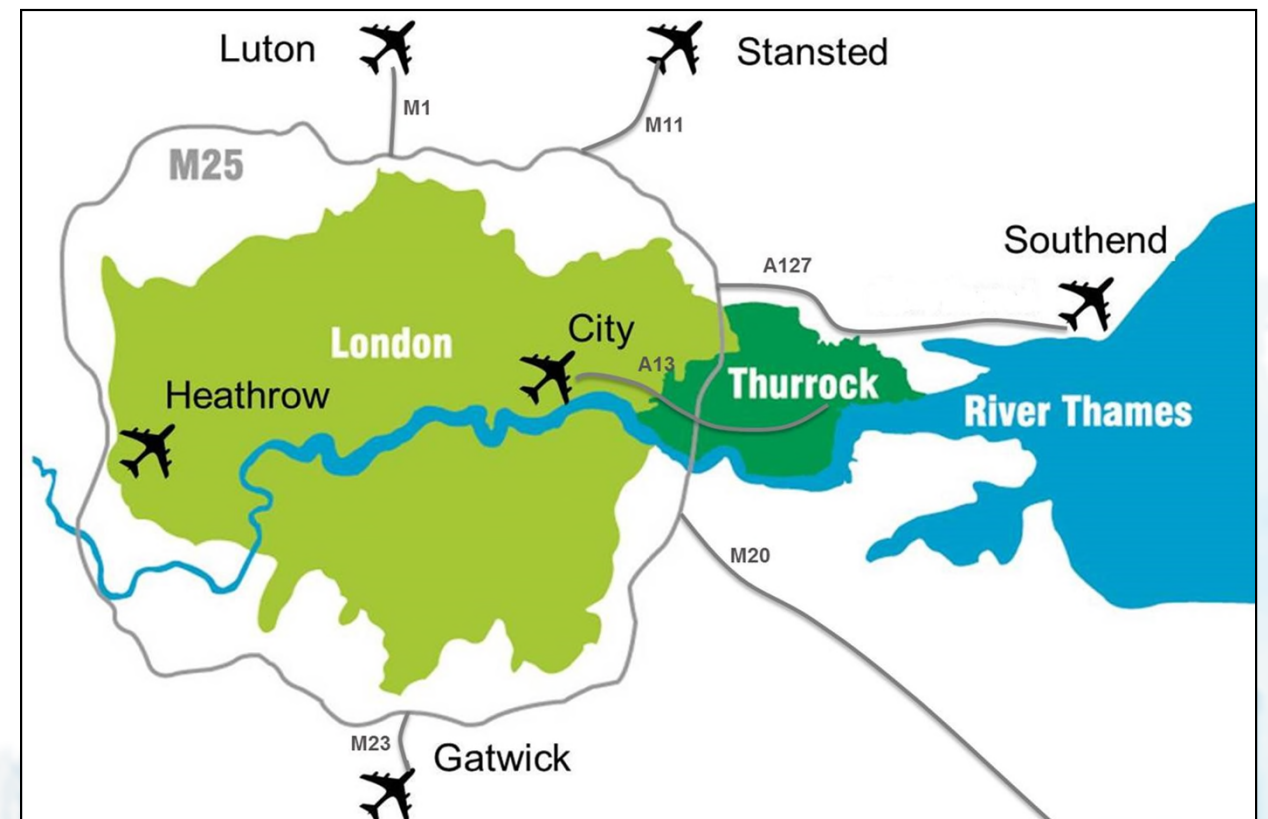 Luton
Stansted
M1
M11
M25
Southend
A127
City
London
A13
Thurrock
Heathrow
River Thames
M20
M23
Gatwick